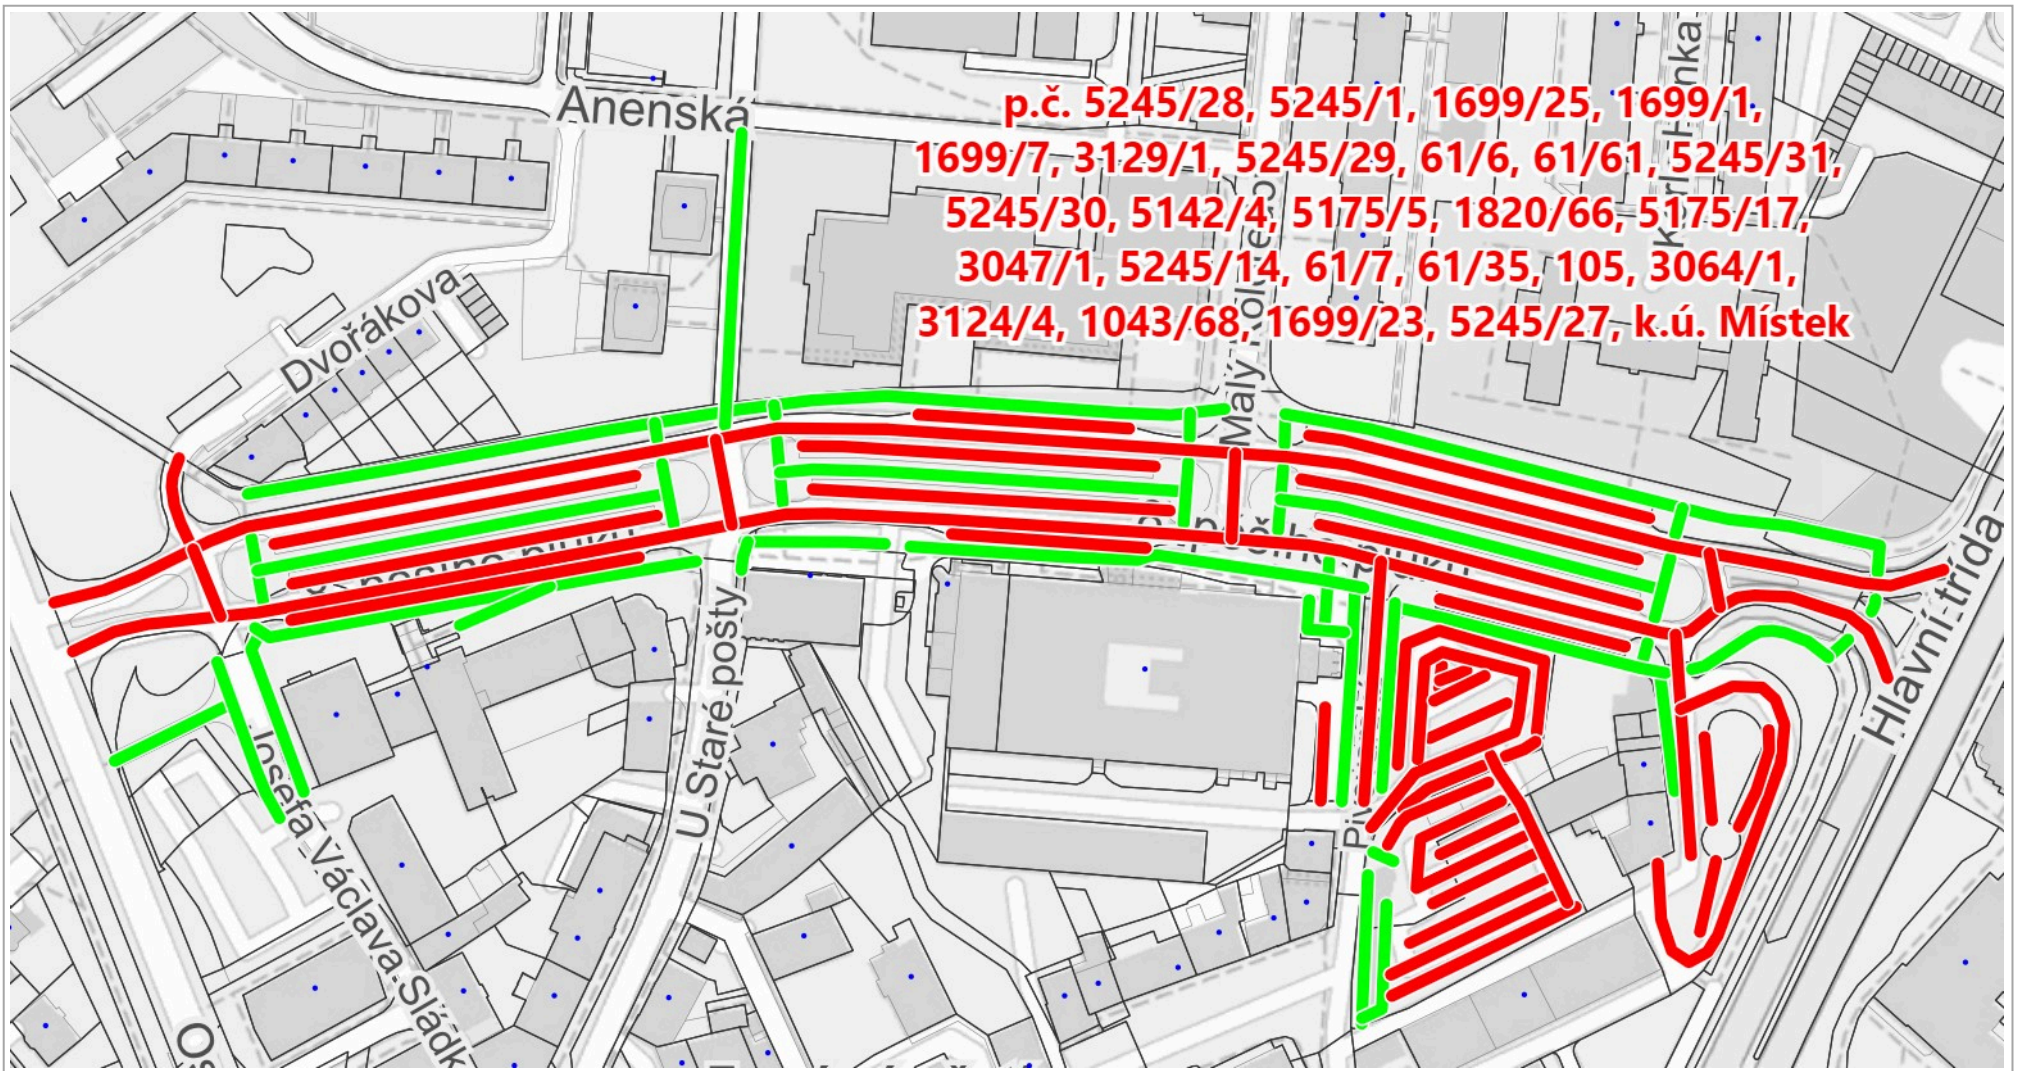 Anenská
p.č. 5245/28, 5245/1, 1699/25, 1699/1,
1699/7, 3129/1, 5245/29, 61/6, 61/61, 5245/31,
5245/30, 5142/4, 5175/5, 1820/66, 5175/17,
3047/1, 5245/14, 61/7, 61/35, 105, 3064/1,
3124/4, 1043/68, 1699/23, 5245/27, k.ú. Místek
Dvořákova
Malý
Hlavní třída
U Staré pošty
Josefa Václava Sládk
Piv
Os